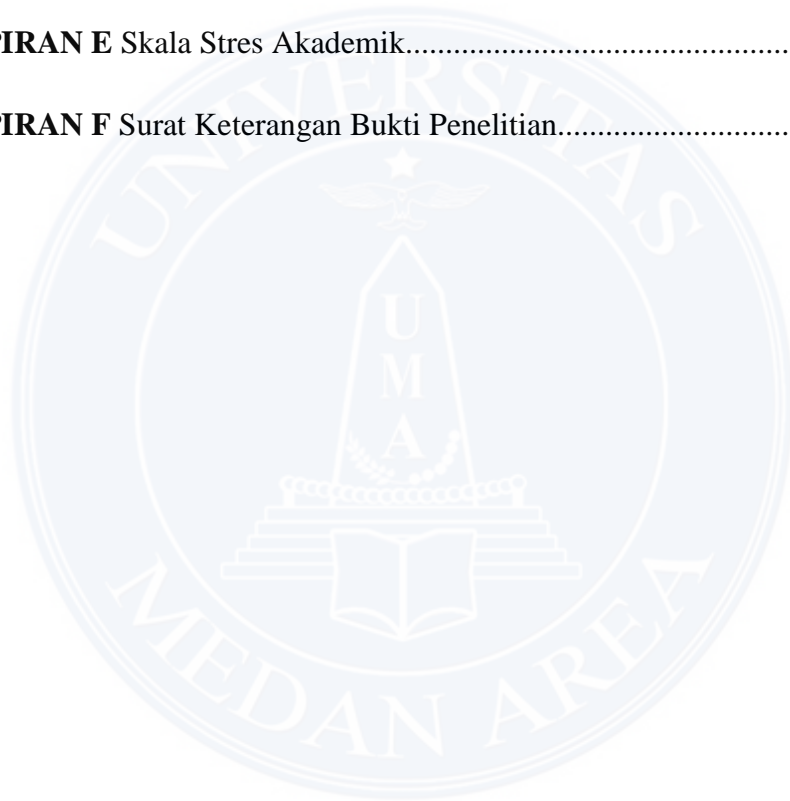 PIRAN E Skala Stres Akademik................................................
PIRAN F Surat Keterangan Bukti Penelitian.............................
UNIVERSITAS
U
M
A
MEDAN AREA